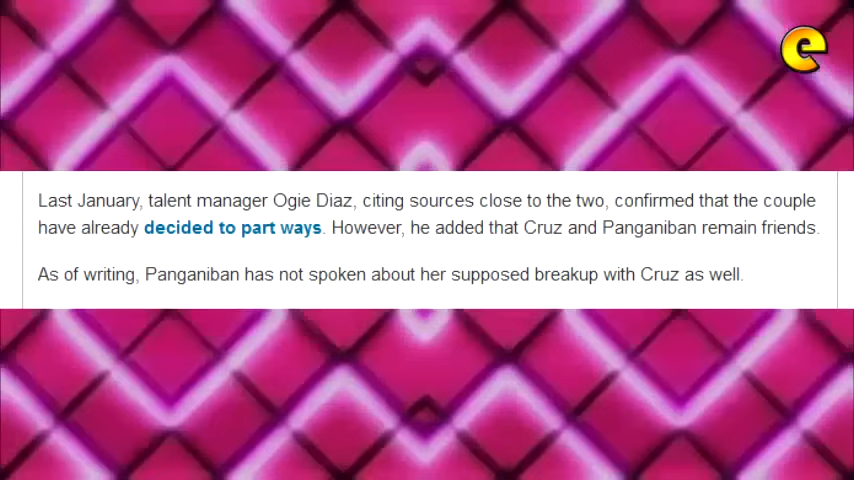 e
Last January, talent manager Ogie Diaz, citing sources close to the two, confirmed that the couple
have already decided to part ways. However, he added that Cruz and Panganiban remain friends.
As of writing, Panganiban has not spoken about her supposed breakup with Cruz as well.